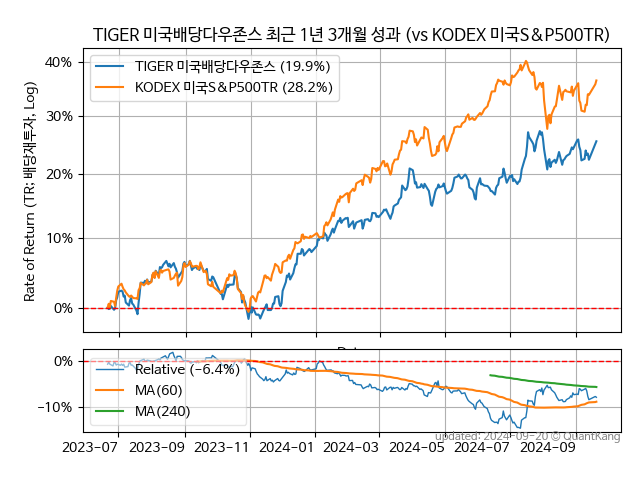 TIGER 미국배당다우존스 최근 1년 3개월 성과 (vs KODEX 미국S&P500TR)
Rate of Return (TR: 배당재투자, Log)
40%
30%
20%
10%
0%
TIGER 미국배당다우존스 (19.9%)
KODEX 미국S&P500TR (28.2%)
0%
−10%
Relative (−6.4%)
MA(60)
MA(240)
2023-07 2023-09 2023-11 2024-01 2024-03 2024-05 2024-07 2024-09
updated: 2024-09-20 © QuantKang